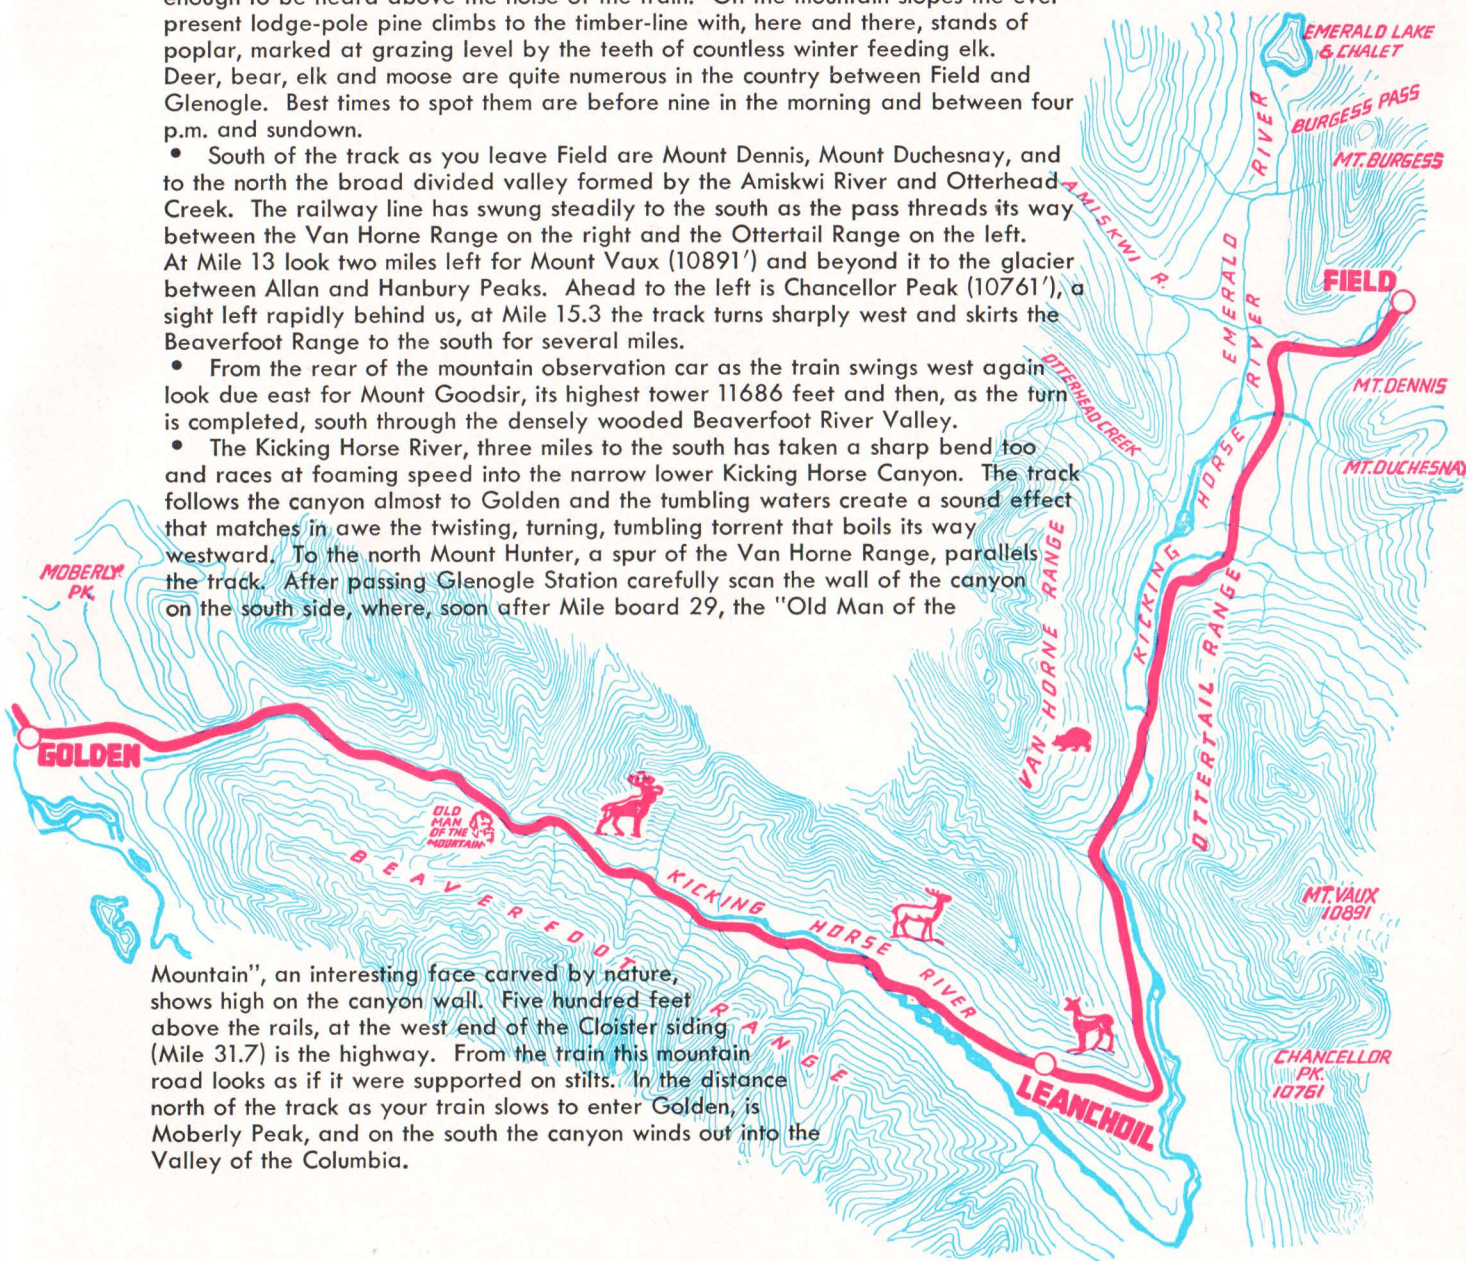 enough to be heard above the noise of the train. On the mountain slopes the ever
present lodge-pole pine climbs to the timber-line with, here and there, stands of
poplar, marked at grazing level by the teeth of countless winter feeding elk.
Deer, bear, elk and moose are quite numerous in the country between Field and
Glenogle. Best times to spot them are before nine in the morning and between four
p.m. and sundown.
• South of the track as you leave Field are Mount Dennis, Mount Duchesnay, and
to the north the broad divided valley formed by the Amiskwi River and Otterhead
Creek. The railway line has swung steadily to the south as the pass threads its way
between the Van Horne Range on the right and the Ottertail Range on the left.
At Mile 13 look two miles left for Mount Vaux (10891') and beyond it to the glacier
between Allan and Hanbury Peaks. Ahead to the left is Chancellor Peak (10761'), a
sight left rapidly behind us, at Mile 15.3 the track turns sharply west and skirts the
Beaverfoot Range to the south for several miles.
• From the rear of the mountain observation car as the train swings west again
look due east for Mount Goodsir, its highest tower 11686 feet and then, as the turn
is completed, south through the densely wooded Beaverfoot River Valley.
• The Kicking Horse River, three miles to the south has taken a sharp bend too
and races at foaming speed into the narrow lower Kicking Horse Canyon. The track
follows the canyon almost to Golden and the tumbling waters create a sound effect
that matches in awe the twisting, turning, tumbling torrent that boils its way
westward. To the north Mount Hunter, a spur of the Van Horne Range, parallels
the track. After passing Glenogle Station carefully scan the wall of the canyon
on the south side, where, soon after Mile board 29, the "Old Man of the
Mountain", an interesting face carved by nature,
shows high on the canyon wall. Five hundred feet
above the rails, at the west end of the Cloister siding
(Mile 31.7) is the highway. From the train this mountain
road looks as if it were supported on stilts. In the distance
north of the track as your train slows to enter Golden, is
Moberly Peak, and on the south the canyon winds out into the
Valley of the Columbia.
EMERALD LAKE
& CHALET
BURGESS PASS
MT. BURGESS
EMERALD RIVER
AMISKWI R.
FIELD
MT. DENNIS
MT. DUCHESNAY
OTTERHEAD CREEK
KICKING HORSE RIVER
VAN HORNE RANGE
OTTERTAIL RANGE
MT. VAUX
10891
CHANCELLOR
PK.
10761
LEANCHOIL
KICKING HORSE RIVER
BEAVERFOOT RANGE
OLD
MAN
OF THE
MOUNTAIN
GOLDEN
MOBERLY
PK.